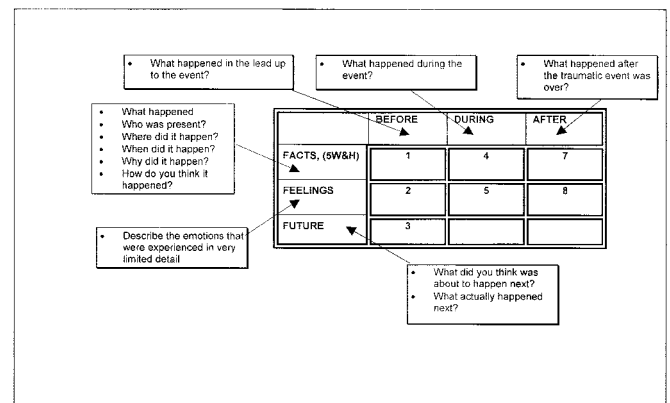 • What happened in the lead up
to the event?
• What happened during the
event?
• What happened after
the traumatic event was
over?
• What happened
• Who was present?
• Where did it happen?
• When did it happen?
• Why did it happen?
• How do you think it
happened?
BEFORE DURING AFTER
FACTS, (5W&H) 1 4 7
FEELINGS 2 5 8
FUTURE 3
• Describe the emotions that
were experienced in very
limited detail
• What did you think was
about to happen next?
• What actually happened
next?